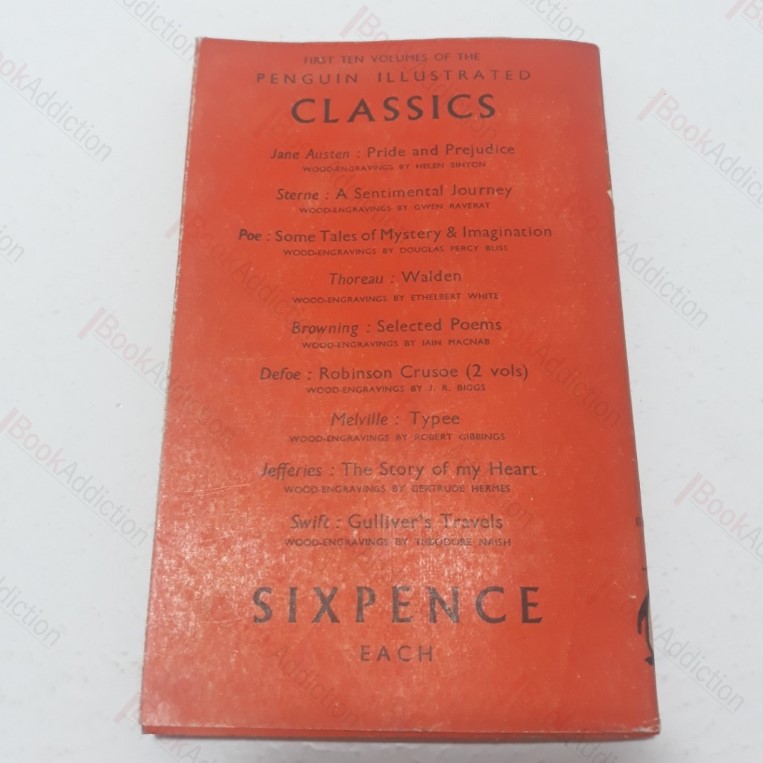 FIRST TEN VOLUMES OF THE
PENGUIN ILLUSTRATED
CLASSICS
Jane Austen : Pride and Prejudice
WOOD-ENGRAVINGS BY HELEN BINYON
Sterne : A Sentimental Journey
WOOD-ENGRAVINGS BY GWEN RAVERAT
Poe : Some Tales of Mystery & Imagination
WOOD-ENGRAVINGS BY DOUGLAS PERCY BLISS
Thoreau : Walden
WOOD-ENGRAVINGS BY ETHELBERT WHITE
Browning : Selected Poems
WOOD-ENGRAVINGS BY IAIN MACNAB
Defoe : Robinson Crusoe (2 vols)
WOOD-ENGRAVINGS BY J. R. BIGGS
Melville : Typee
WOOD-ENGRAVINGS BY ROBERT GIBBINGS
Jefferies : The Story of my Heart
WOOD-ENGRAVINGS BY GERTRUDE HERMES
Swift : Gulliver's Travels
WOOD-ENGRAVINGS BY THEODORE NAISH
SIXPENCE
EACH
BookAddiction